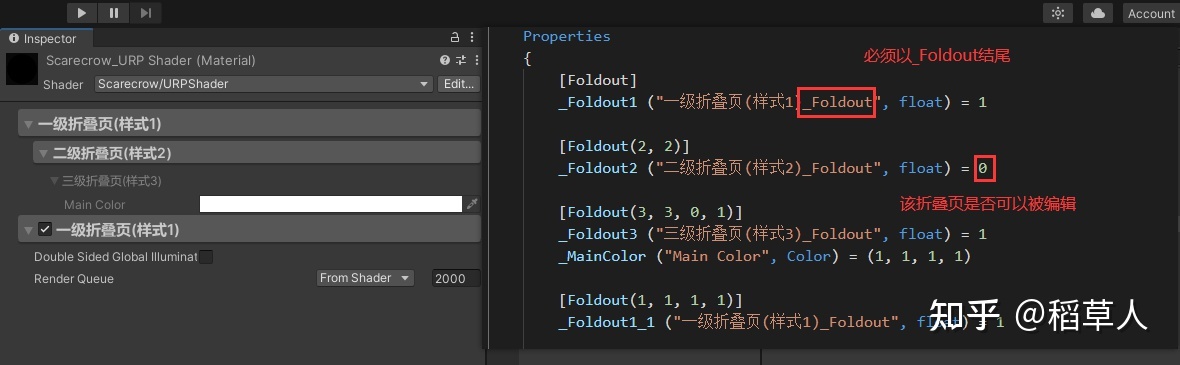 Account
Inspector
Scarecrow_URP Shader (Material)
Shader
Scarecrow/URPShader
Edit...
一级折叠页(样式1)
二级折叠页(样式2)
三级折叠页(样式3)
Main Color
一级折叠页(样式1)
Double Sided Global Illuminat
Render Queue
From Shader
2000
Properties
{
必须以_Foldout结尾
[Foldout]
_Foldout1 ("一级折叠页(样式1)_Foldout", float) = 1
[Foldout(2, 2)]
_Foldout2 ("二级折叠页(样式2)_Foldout", float) = 0
该折叠页是否可以被编辑
[Foldout(3, 3, 0, 1)]
_Foldout3 ("三级折叠页(样式3)_Foldout", float) = 1
_MainColor ("Main Color", Color) = (1, 1, 1, 1)
[Foldout(1, 1, 1, 1)]
_Foldout1_1 ("一级折叠页(样式1)_Foldout", float) = 1
知乎 @稻草人